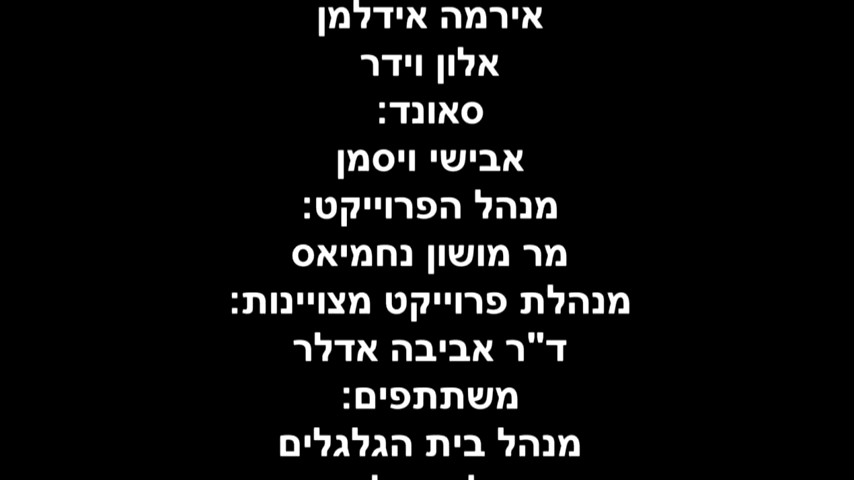 אירמה אידלמן
אלון וידר
סאונד:
אבישי ויסמן
מנהל הפרוייקט:
מר מושון נחמיאס
מנהלת פרוייקט מצויינות:
ד"ר אביבה אדלר
משתתפים:
מנהל בית הגלגלים